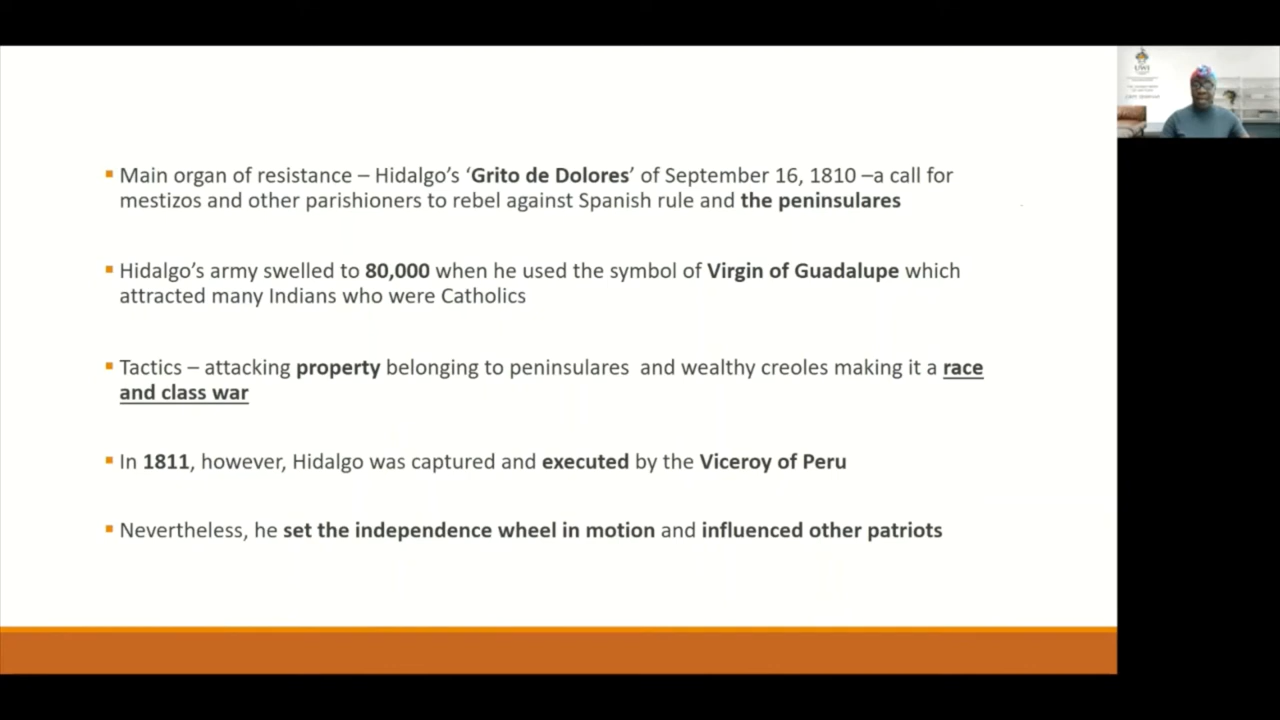 Main organ of resistance – Hidalgo's 'Grito de Dolores' of September 16, 1810 –a call for
mestizos and other parishioners to rebel against Spanish rule and the peninsulares
Hidalgo's army swelled to 80,000 when he used the symbol of Virgin of Guadalupe which
attracted many Indians who were Catholics
Tactics – attacking property belonging to peninsulares and wealthy creoles making it a race
and class war
In 1811, however, Hidalgo was captured and executed by the Viceroy of Peru
Nevertheless, he set the independence wheel in motion and influenced other patriots
UWI